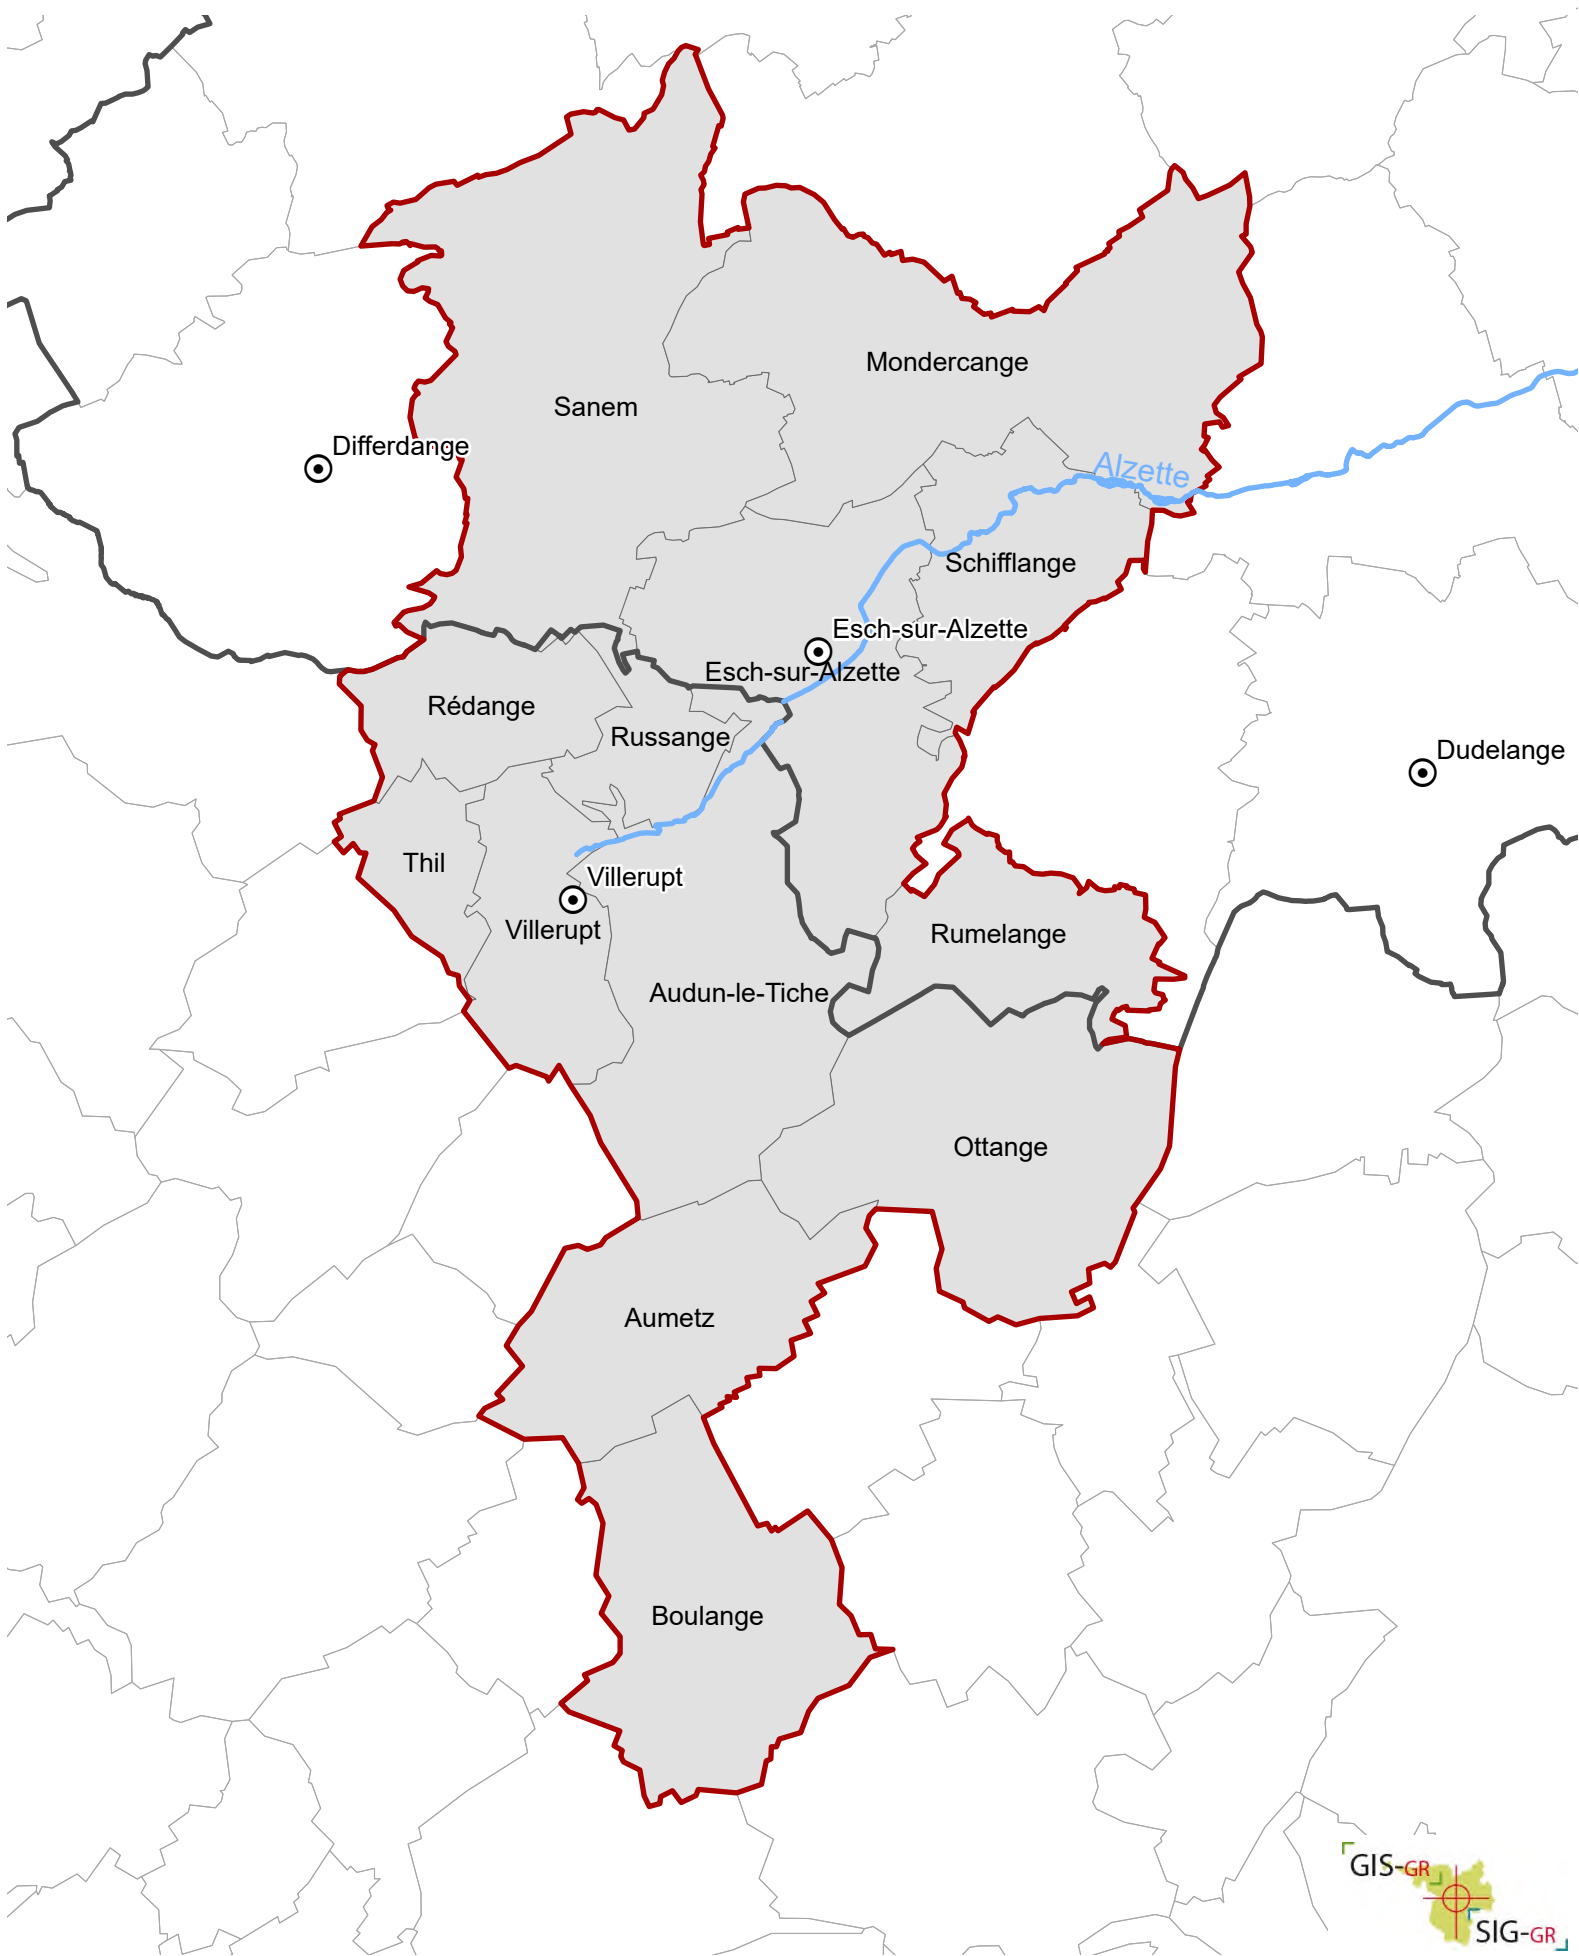 Mondercange
Sanem
Differdange
Alzette
Schifflange
Esch-sur-Alzette
Esch-sur-Alzette
Rédange
Russange
Dudelange
Thil
Villerupt
Villerupt
Rumelange
Audun-le-Tiche
Ottange
Aumetz
Boulange
GIS-GR
SIG-GR